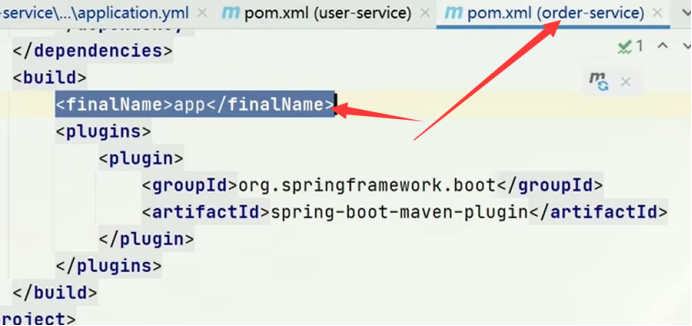 -service\...\application.yml
pom.xml (user-service)
pom.xml (order-service)
</dependencies>
1
<build>
<finalName>app</finalName>
<plugins>
<plugin>
<groupId>org.springframework.boot</groupId>
<artifactId>spring-boot-maven-plugin</artifactId>
</plugin>
</plugins>
</build>
roject>